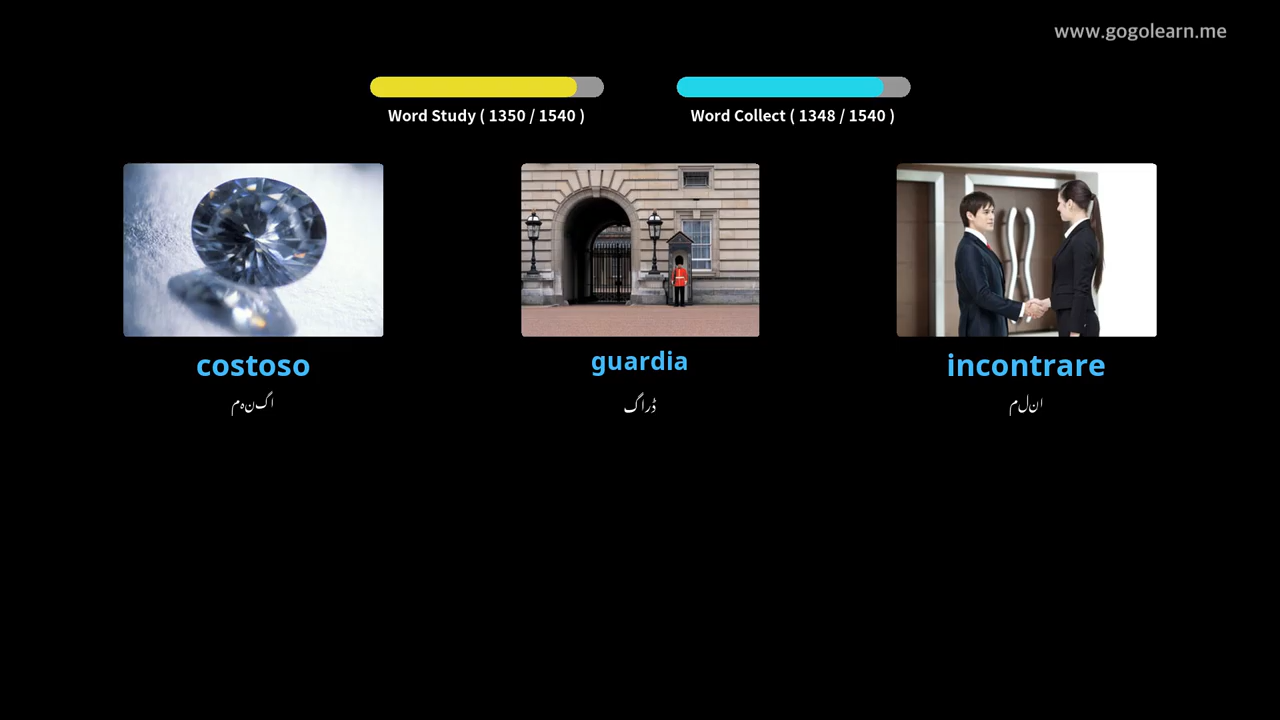 www.gogolearn.me
Word Study ( 1350 / 1540 )
Word Collect ( 1348 / 1540 )
costoso
اگنہم
guardia
ڈراگ
incontrare
انلم